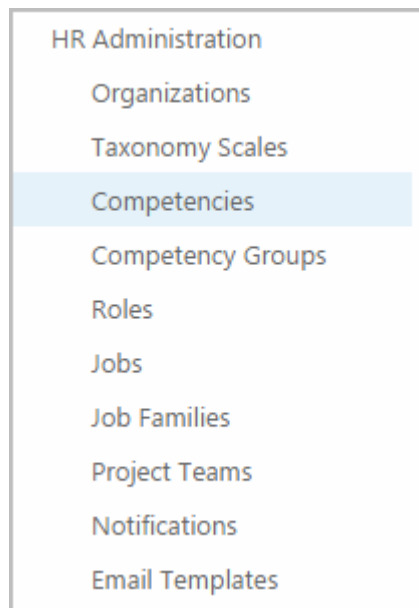 HR Administration
Organizations
Taxonomy Scales
Competencies
Competency Groups
Roles
Jobs
Job Families
Project Teams
Notifications
Email Templates